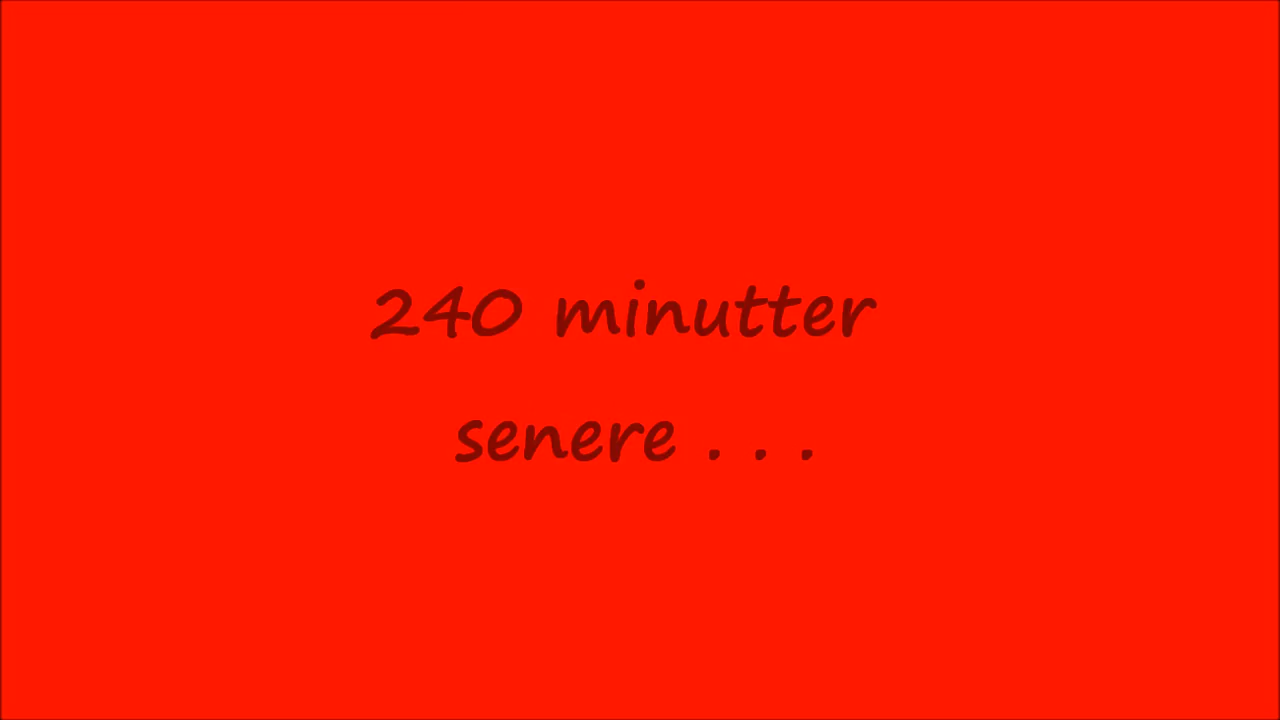 240 minutter
senere . . .